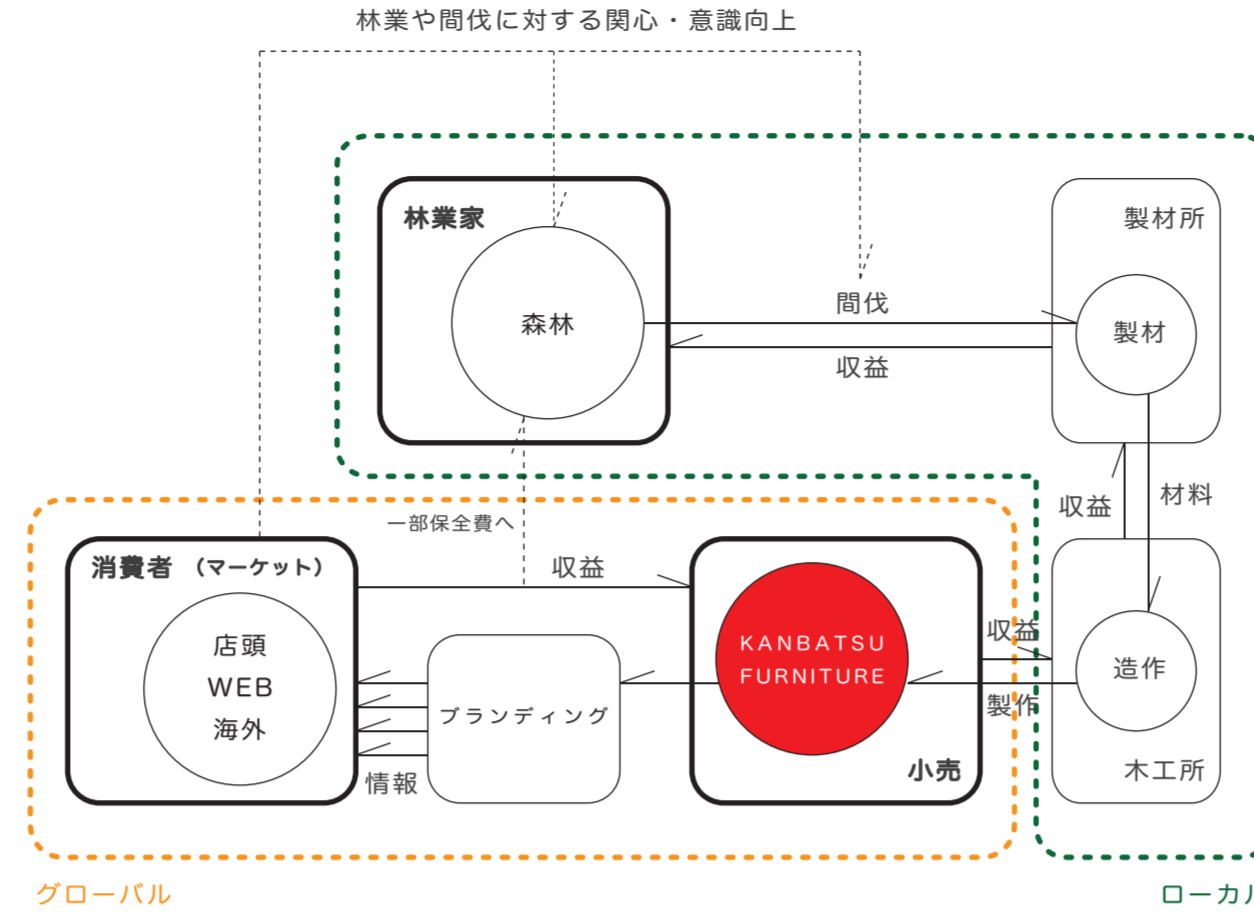 林業や間伐に対する関心・意識向上
林業家
森林
間伐
収益
製材所
製材
収益
材料
一部保全費へ
消費者 （マーケット）
店頭
WEB
海外
収益
ブランディング
情報
KANBATSU
FURNITURE
小売
収益
製作
造作
木工所
グローバル
ローカル